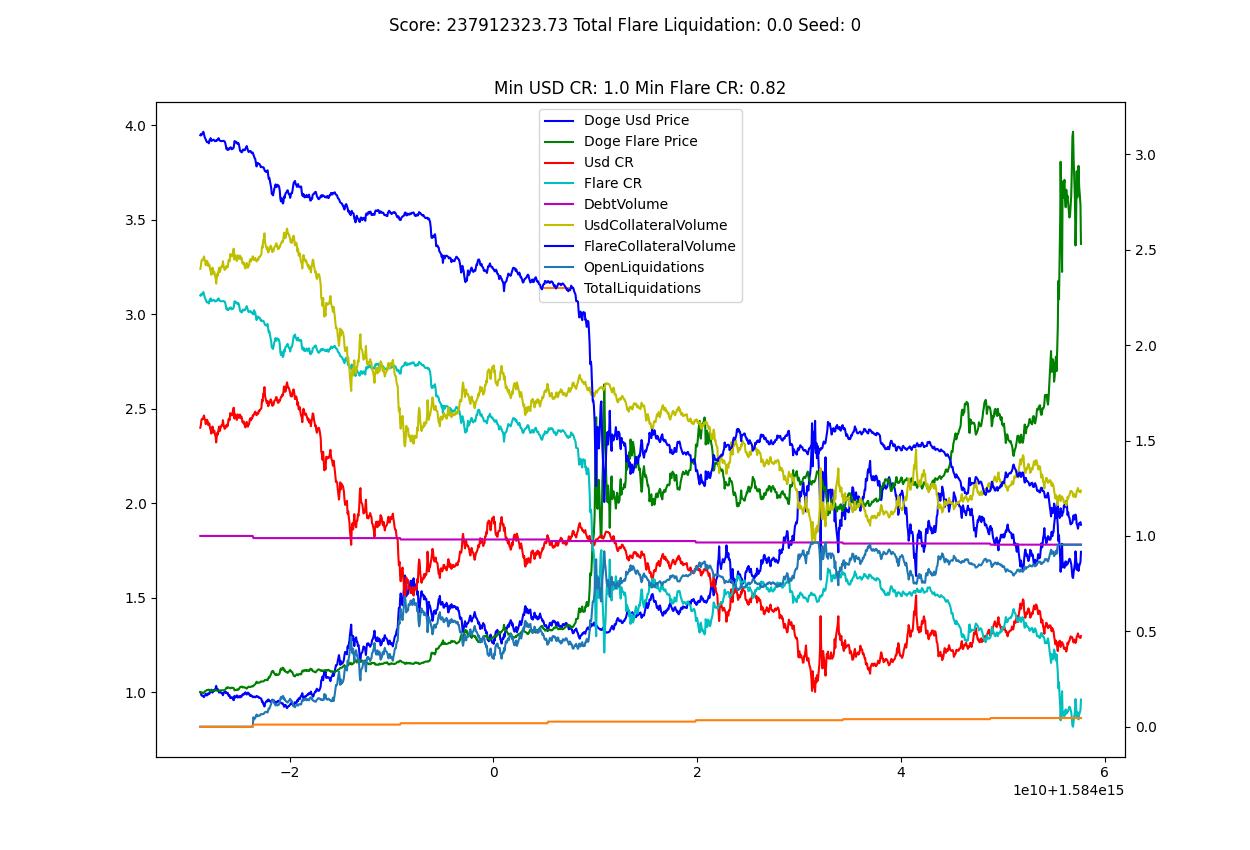 Score: 237912323.73 Total Flare Liquidation: 0.0 Seed: 0
Min USD CR: 1.0 Min Flare CR: 0.82
Doge Usd Price
Doge Flare Price
Usd CR
Flare CR
DebtVolume
UsdCollateralVolume
FlareCollateralVolume
OpenLiquidations
TotalLiquidations
4.0
3.5
3.0
2.5
2.0
1.5
1.0
3.0
2.5
2.0
1.5
1.0
0.5
0.0
−2
0
2
4
6
1e10+1.584e15